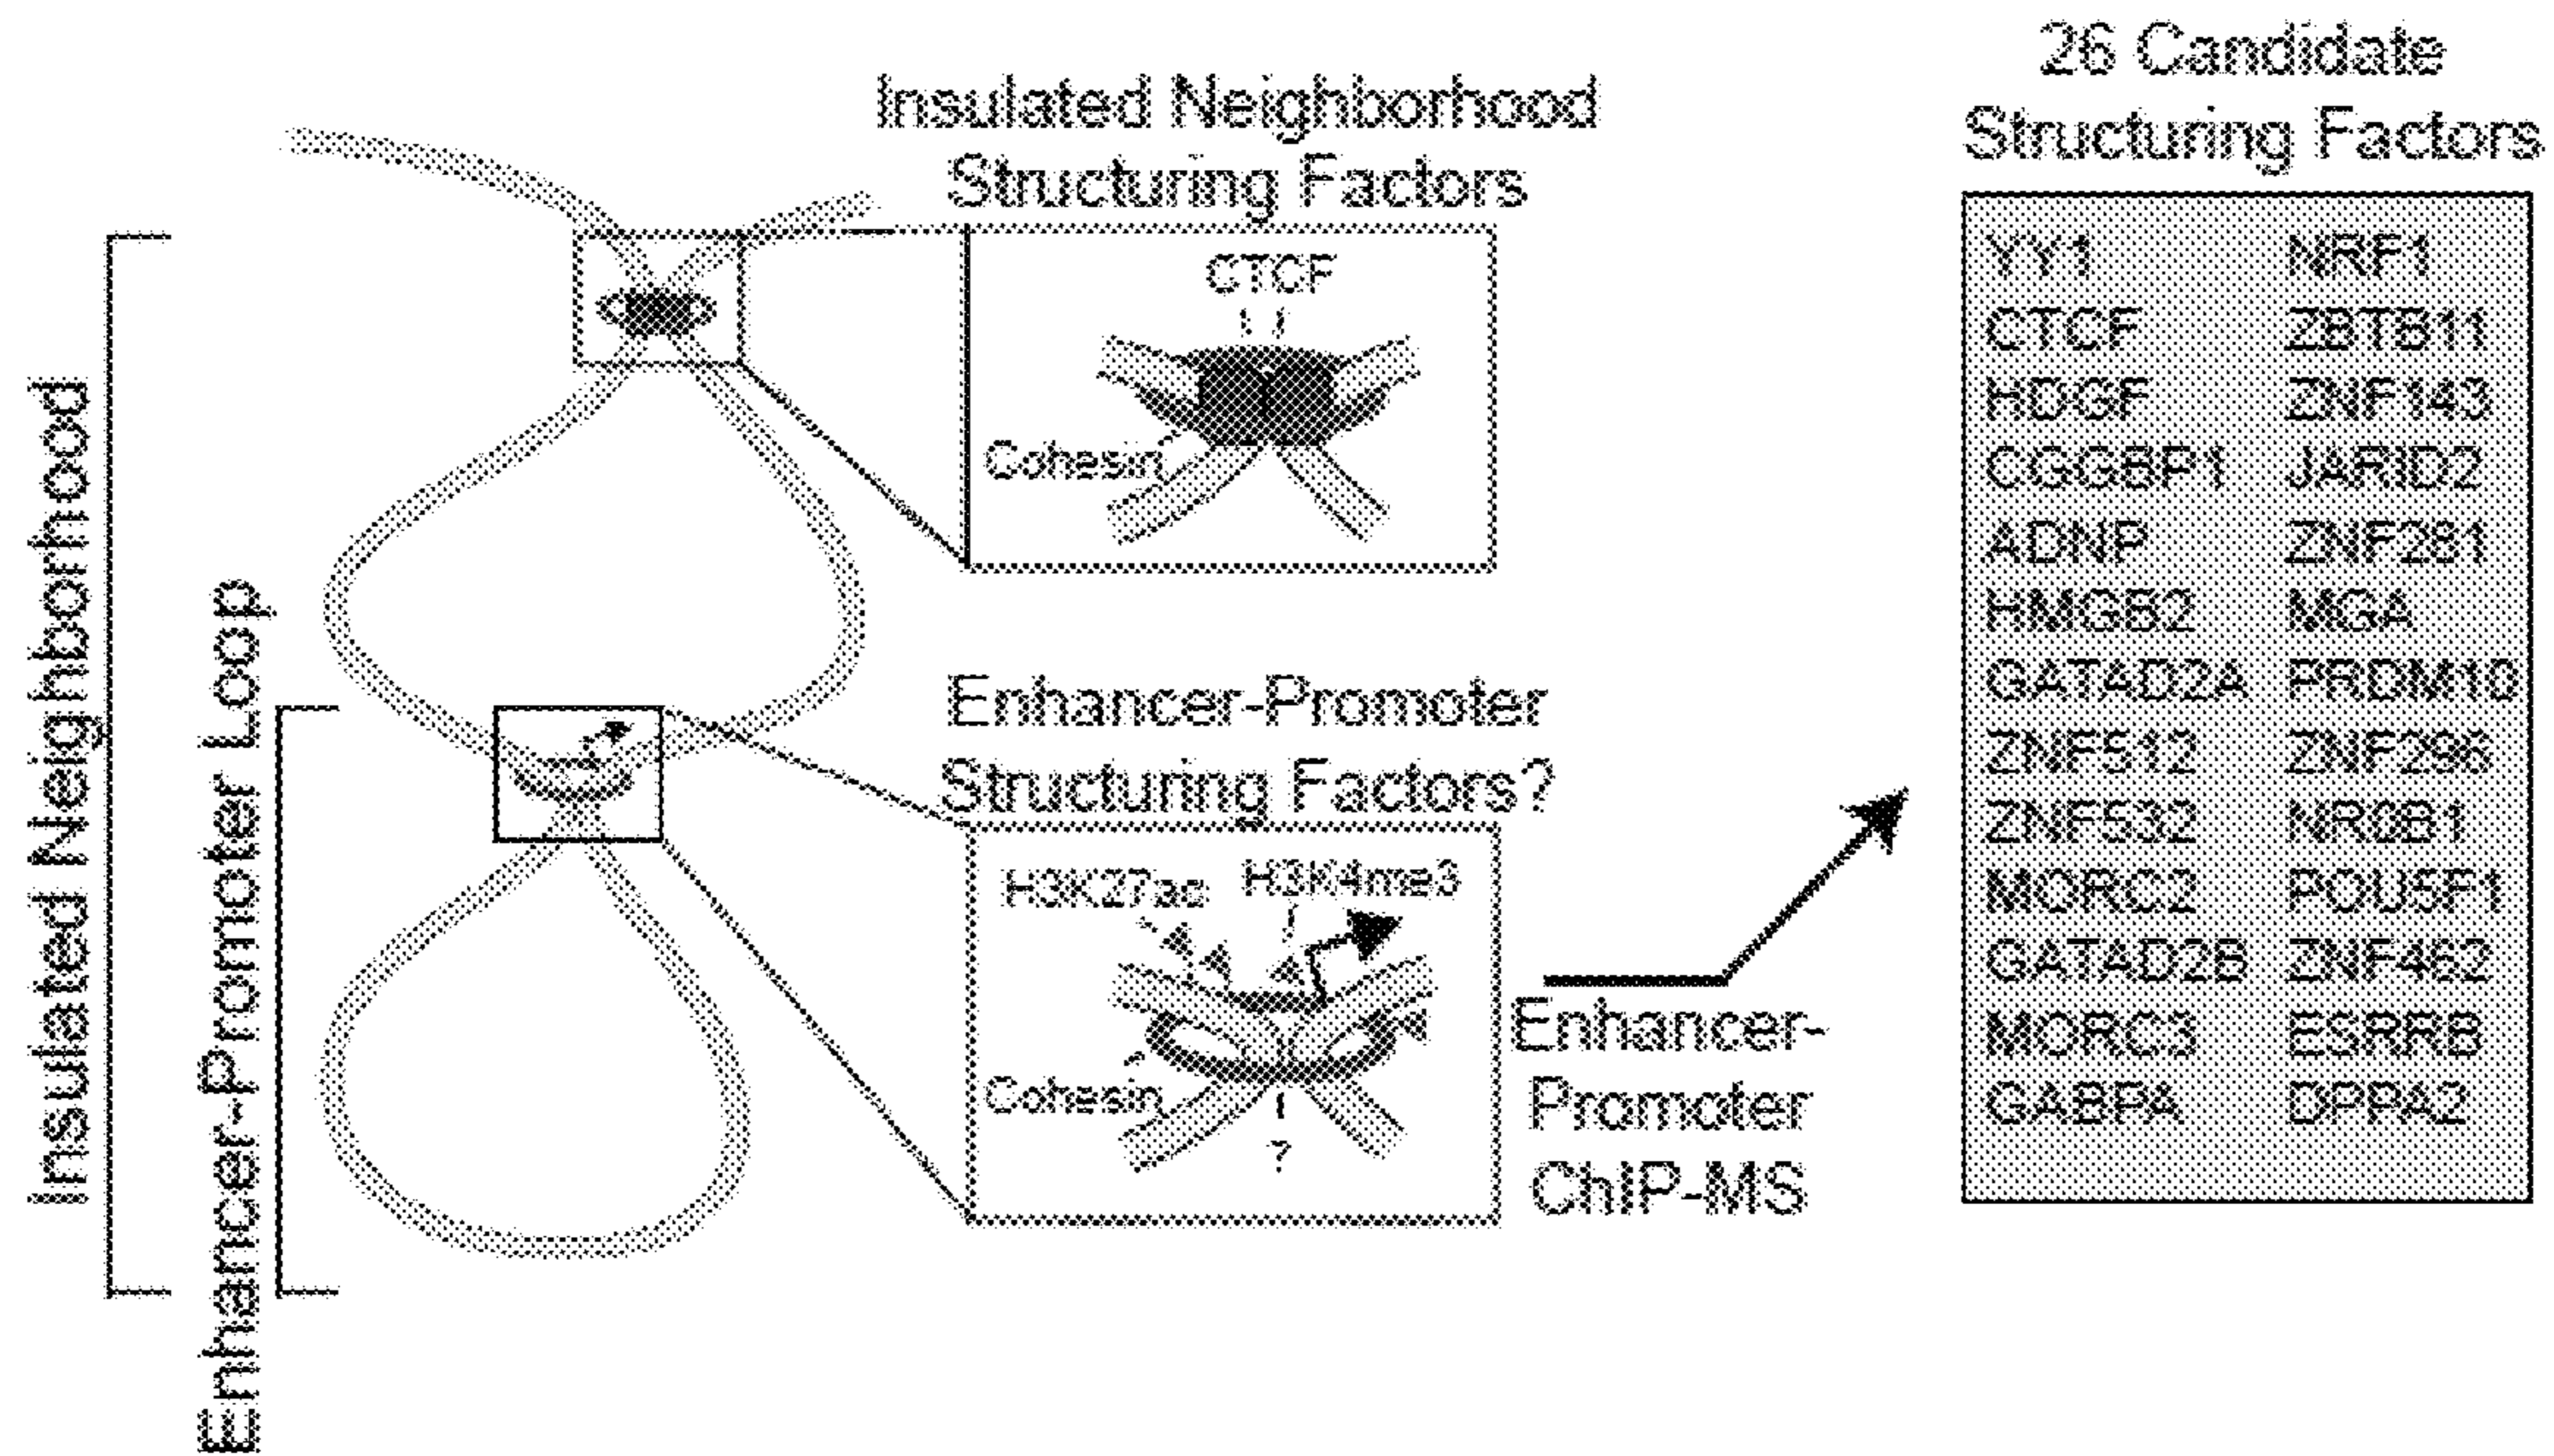 Insulated Neighborhood
Enhancer-Promoter Loop
Insulated Neighborhood
Structuring Factors
CTCF
Cohesin
Enhancer-Promoter
Structuring Factors?
H3K27ac
H3K4me3
Cohesin
?
Enhancer-
Promoter
ChIP-MS
26 Candidate
Structuring Factors
YY1 NRF1
CTCF ZBTB11
HDGF ZNF143
CGGBP1 JARID2
ADNP ZNF281
HMGB2 MGA
GATAD2A PRDM10
ZNF512 ZNF296
ZNF532 NR0B1
MORC2 POU5F1
GATAD2B ZNF462
MORC3 ESRRB
GABPA DPPA2